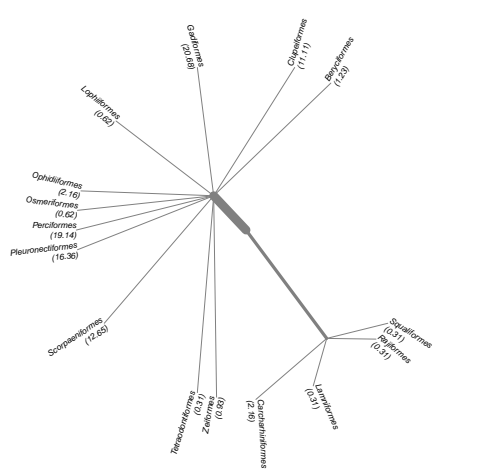 Gadiformes
(20.68)
Clupeiformes
(11.11)
Beryciformes
(1.23)
Lophiiformes
(0.62)
Ophidiiformes
(2.16)
Osmeriformes
(0.62)
Perciformes
(19.14)
Pleuronectiformes
(16.36)
Scorpaeniformes
(12.65)
Tetraodontiformes
(0.31)
Zeiformes
(0.93)
Carcharhiniformes
(2.16)
Lamniformes
(0.31)
Rajiformes
(0.31)
Squaliformes
(0.31)